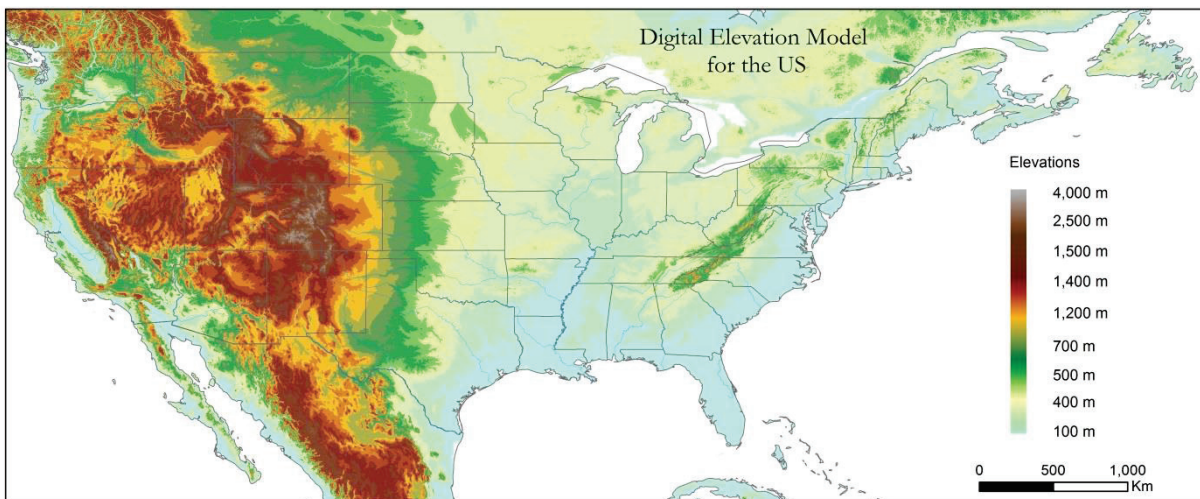 Digital Elevation Model
for the US
Elevations
4,000 m
2,500 m
1,500 m
1,400 m
1,200 m
700 m
500 m
400 m
100 m
0 500 1,000
Km